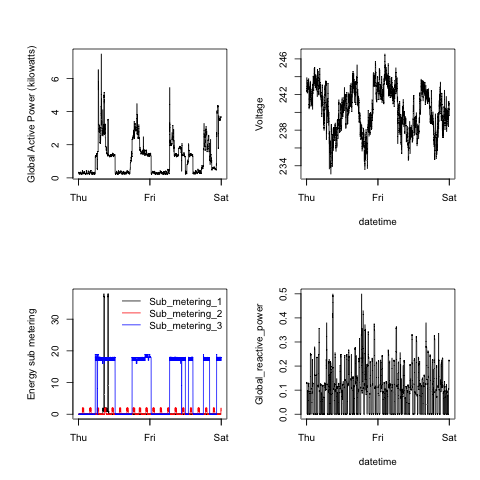 Global Active Power (kilowatts)
0 2 4 6
Thu Fri Sat
Voltage
234 238 242 246
Thu Fri Sat
datetime
Energy sub metering
0 10 20 30
Sub_metering_1
Sub_metering_2
Sub_metering_3
Thu Fri Sat
Global_reactive_power
0.0 0.1 0.2 0.3 0.4 0.5
Thu Fri Sat
datetime